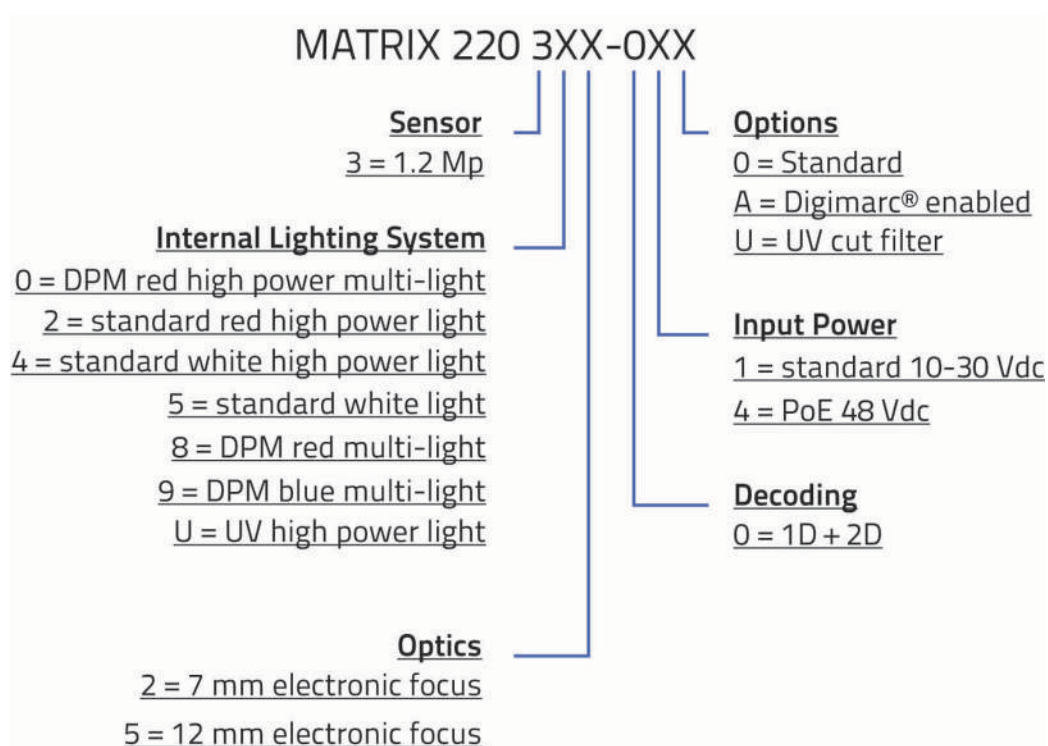 MATRIX 220 3XX-0XX
Sensor
3 = 1.2 Mp
Internal Lighting System
0 = DPM red high power multi-light
2 = standard red high power light
4 = standard white high power light
5 = standard white light
8 = DPM red multi-light
9 = DPM blue multi-light
U = UV high power light
Optics
2 = 7 mm electronic focus
5 = 12 mm electronic focus
Options
0 = Standard
A = Digimarc® enabled
U = UV cut filter
Input Power
1 = standard 10-30 Vdc
4 = PoE 48 Vdc
Decoding
0 = 1D + 2D